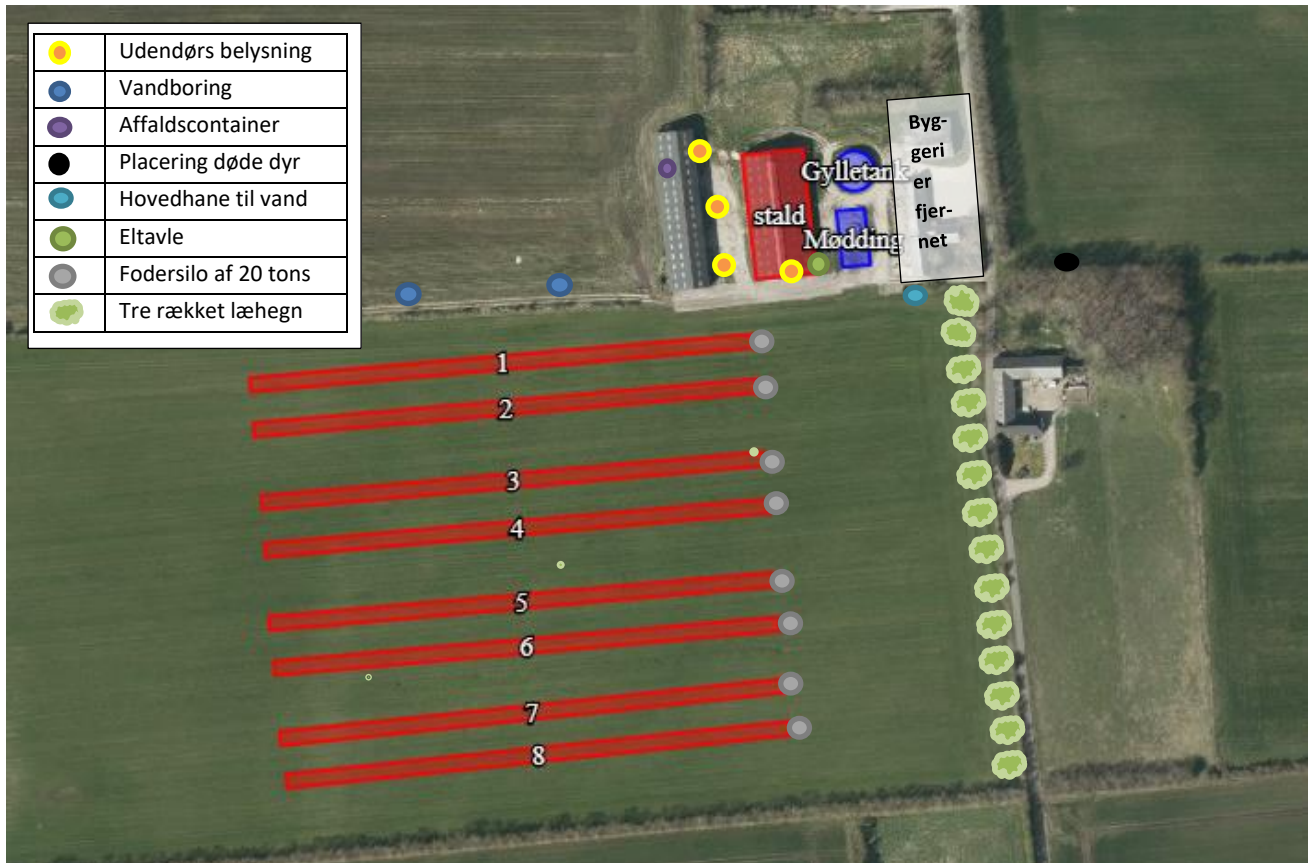 Udendørs belysning
Vandboring
Affaldscontainer
Placering døde dyr
Hovedhane til vand
Eltavle
Fodersilo af 20 tons
Tre rækket læhegn
Byg-
geri
er
fjer-
net
Gylletank
stald
Mødding
1
2
3
4
5
6
7
8